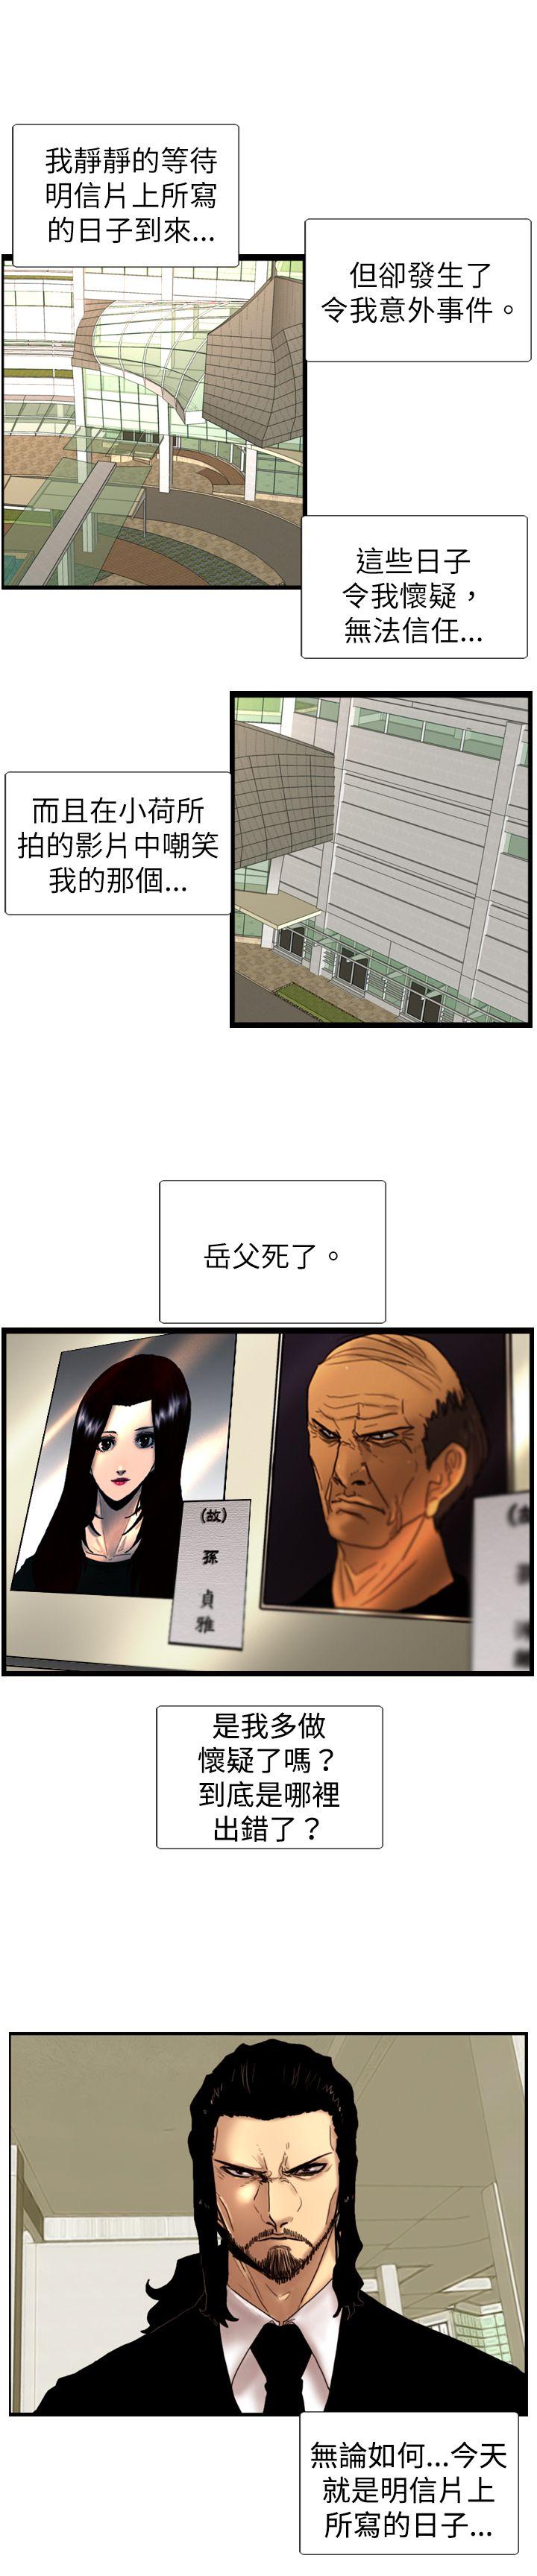 我靜靜的等待
明信片上所寫
的日子到來...
但卻發生了
令我意外事件。
這些日子
令我懷疑，
無法信任...
而且在小荷所
拍的影片中嘲笑
我的那個...
岳父死了。
(故)
孫
貞
雅
是我多做
懷疑了嗎？
到底是哪裡
出錯了？
無論如何...今天
就是明信片上
所寫的日子...